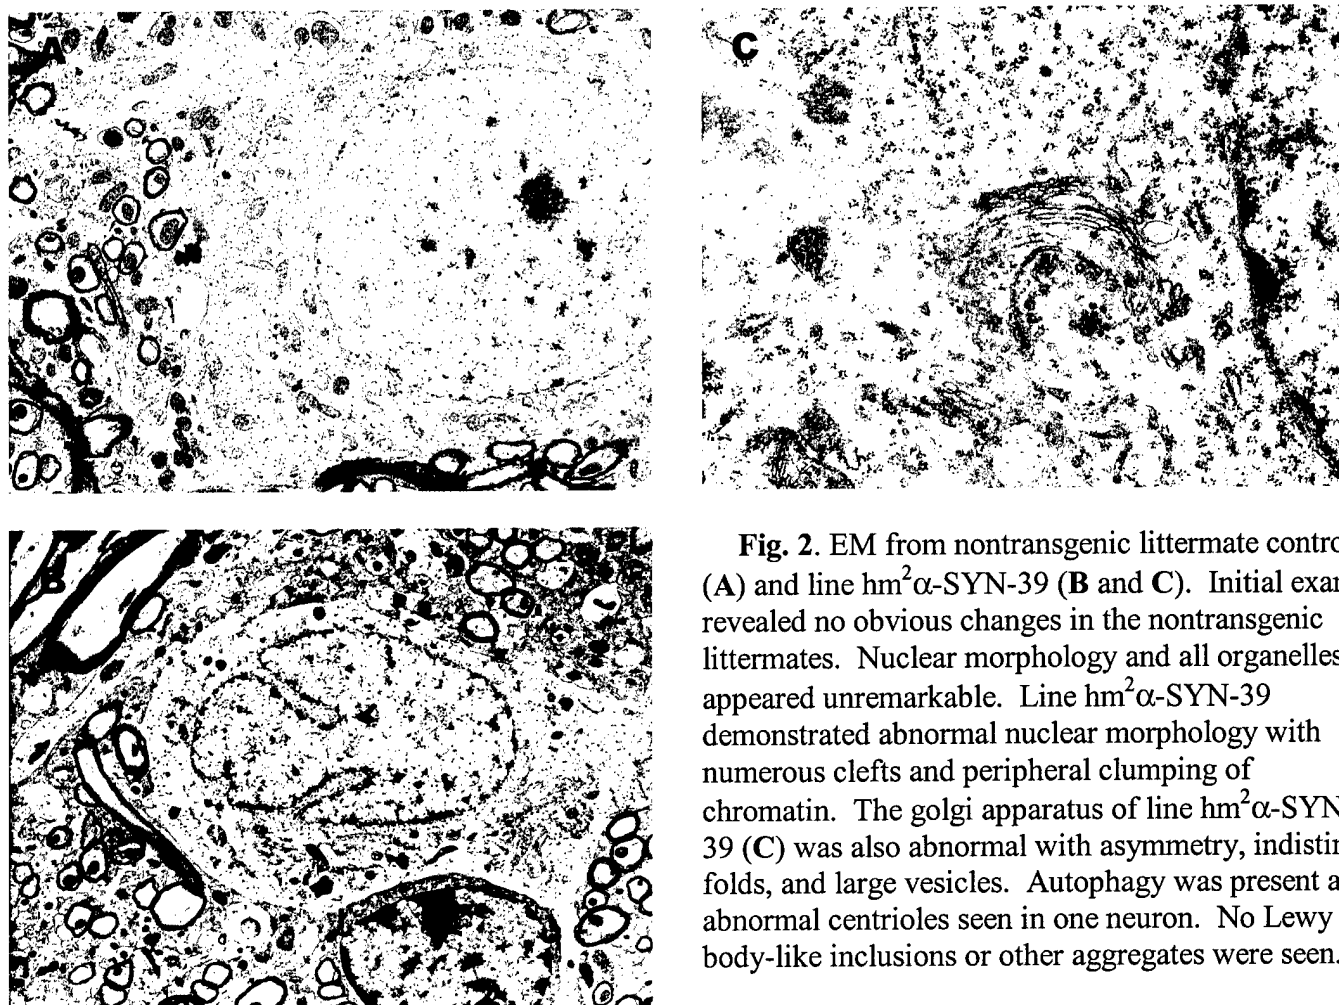 A
C
B
Fig. 2. EM from nontransgenic littermate contro
(A) and line hm²α-SYN-39 (B and C). Initial exam
revealed no obvious changes in the nontransgenic
littermates. Nuclear morphology and all organelles
appeared unremarkable. Line hm²α-SYN-39
demonstrated abnormal nuclear morphology with
numerous clefts and peripheral clumping of
chromatin. The golgi apparatus of line hm²α-SYN
39 (C) was also abnormal with asymmetry, indistin
folds, and large vesicles. Autophagy was present a
abnormal centrioles seen in one neuron. No Lewy
body-like inclusions or other aggregates were seen.